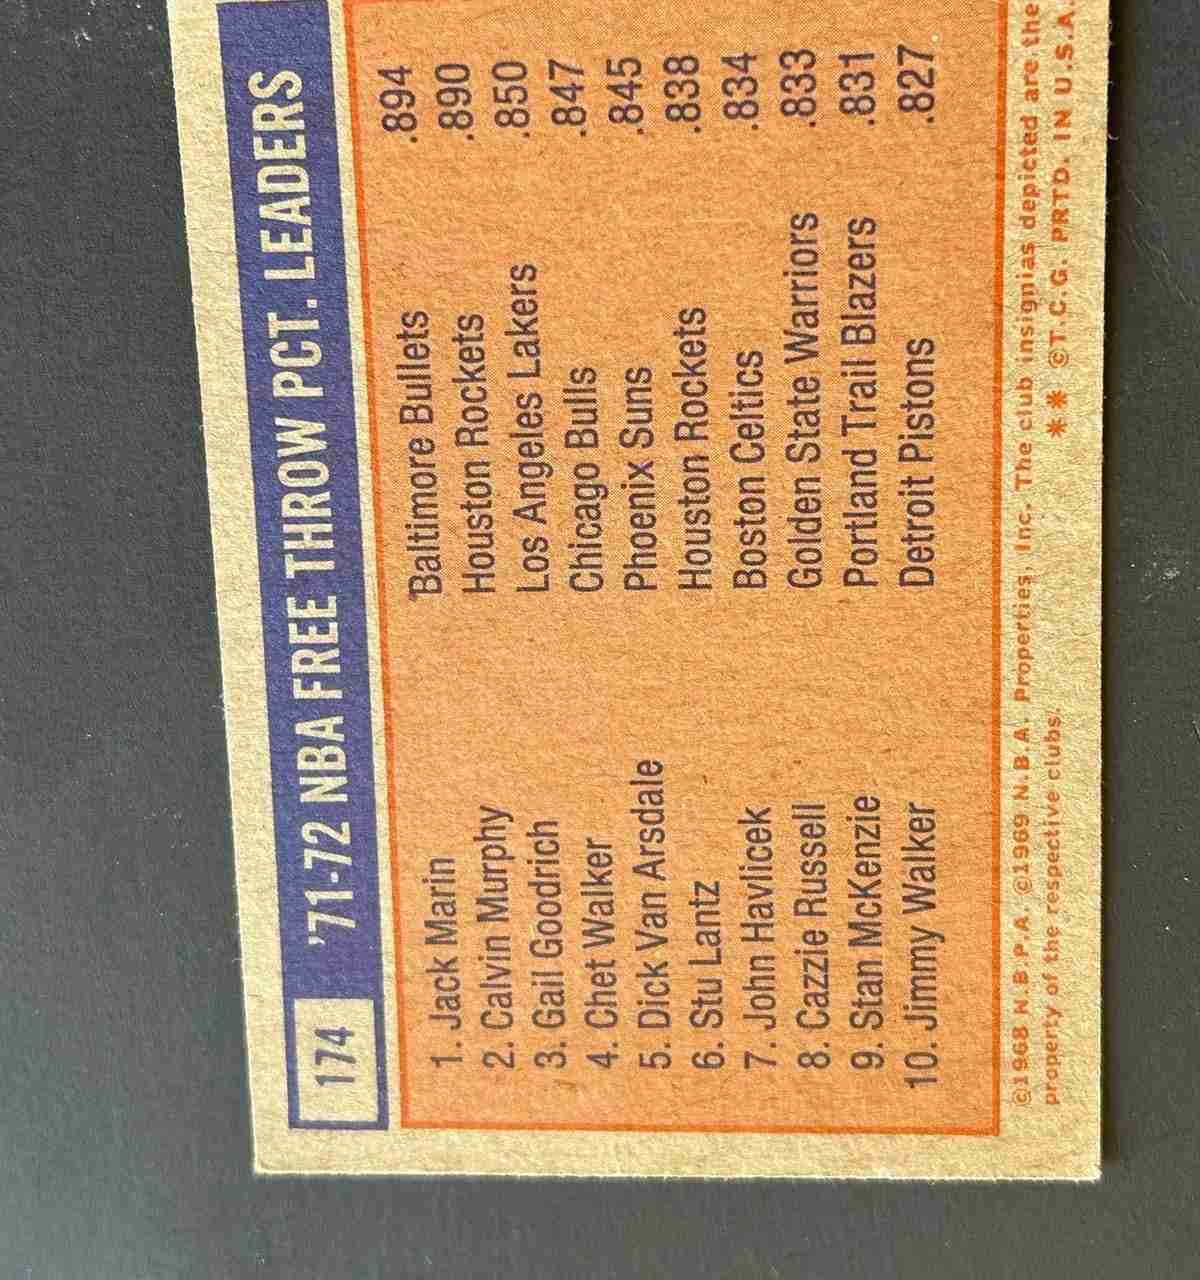 174 '71-72 NBA FREE THROW PCT. LEADERS
1. Jack Marin Baltimore Bullets .894
2. Calvin Murphy Houston Rockets .890
3. Gail Goodrich Los Angeles Lakers .850
4. Chet Walker Chicago Bulls .847
5. Dick Van Arsdale Phoenix Suns .845
6. Stu Lantz Houston Rockets .838
7. John Havlicek Boston Celtics .834
8. Cazzie Russell Golden State Warriors .833
9. Stan McKenzie Portland Trail Blazers .831
10. Jimmy Walker Detroit Pistons .827
©1968 N.B.P.A. ©1969 N.B.A. Properties, Inc. The club insignias depicted are the
property of the respective clubs. ** ©T.C.G. PRTD. IN U.S.A.